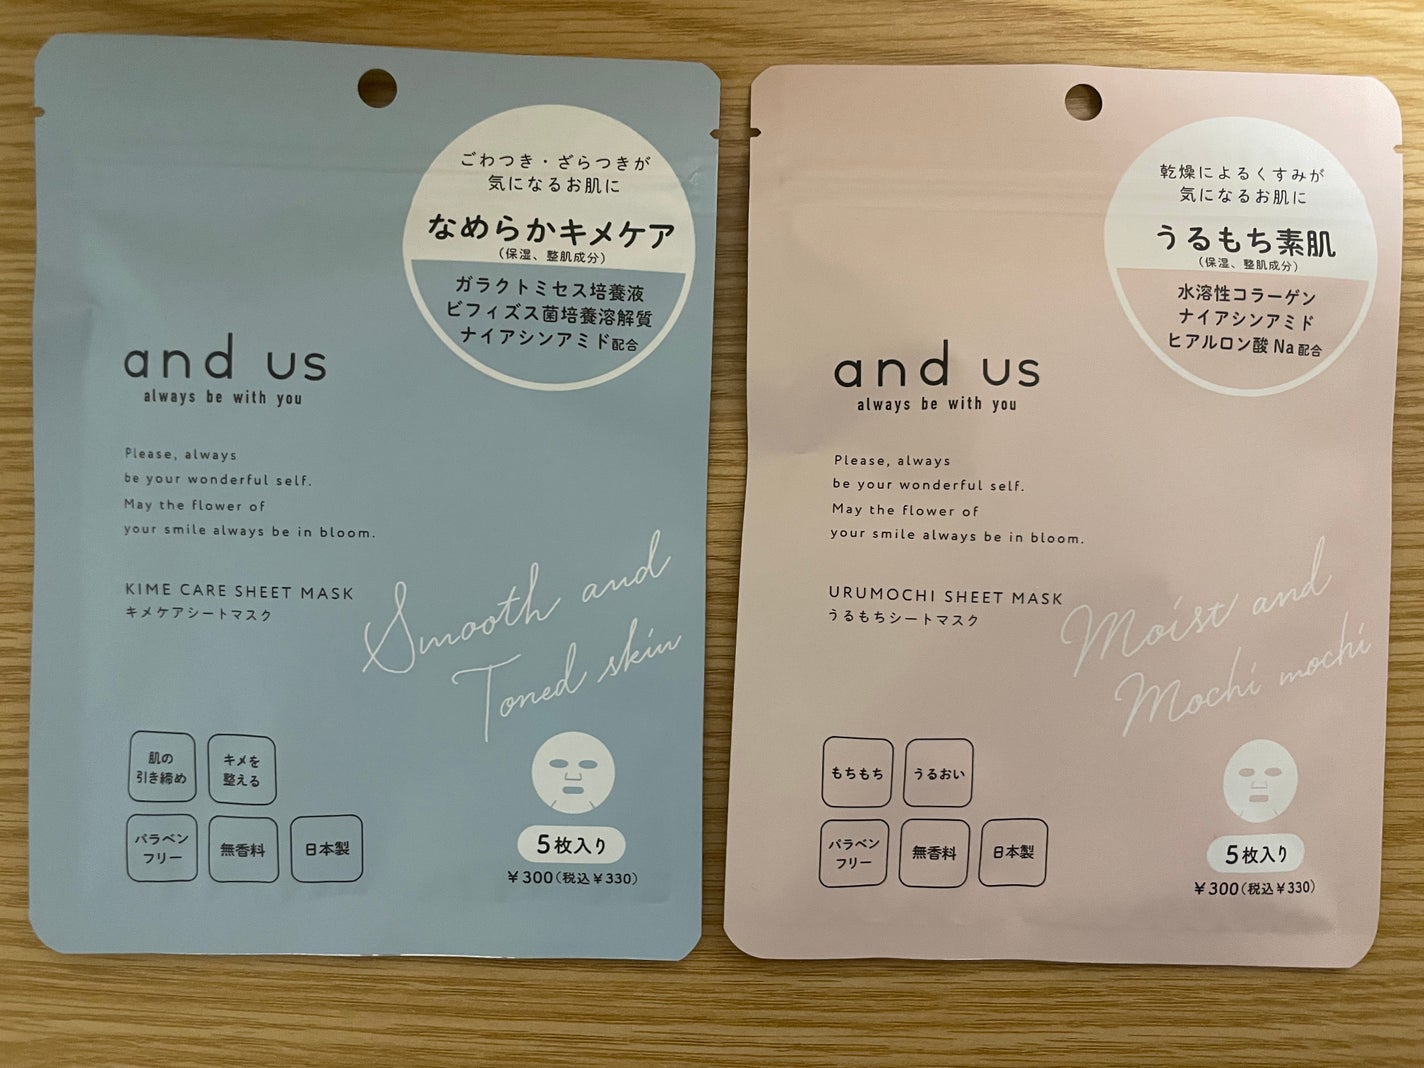 ごわつき・ざらつきが
気になるお肌に
なめらかキメケア
（保湿、整肌成分）
ガラクトミセス培養液
ビフィズス菌培養溶解質
ナイアシンアミド配合
and us
always be with you
Please, always
be your wonderful self.
May the flower of
your smile always be in bloom.
KIME CARE SHEET MASK
キメケアシートマスク
Smooth and
Toned skin
肌の
引き締め
キメを
整える
パラベン
フリー
無香料
日本製
5枚入り
￥300（税込￥330）
乾燥によるくすみが
気になるお肌に
うるもち素肌
（保湿、整肌成分）
水溶性コラーゲン
ナイアシンアミド
ヒアルロン酸Na配合
and us
always be with you
Please, always
be your wonderful self.
May the flower of
your smile always be in bloom.
URUMOCHI SHEET MASK
うるもちシートマスク
Moist and
Mochi mochi
もちもち
うるおい
パラベン
フリー
無香料
日本製
5枚入り
￥300（税込￥330）